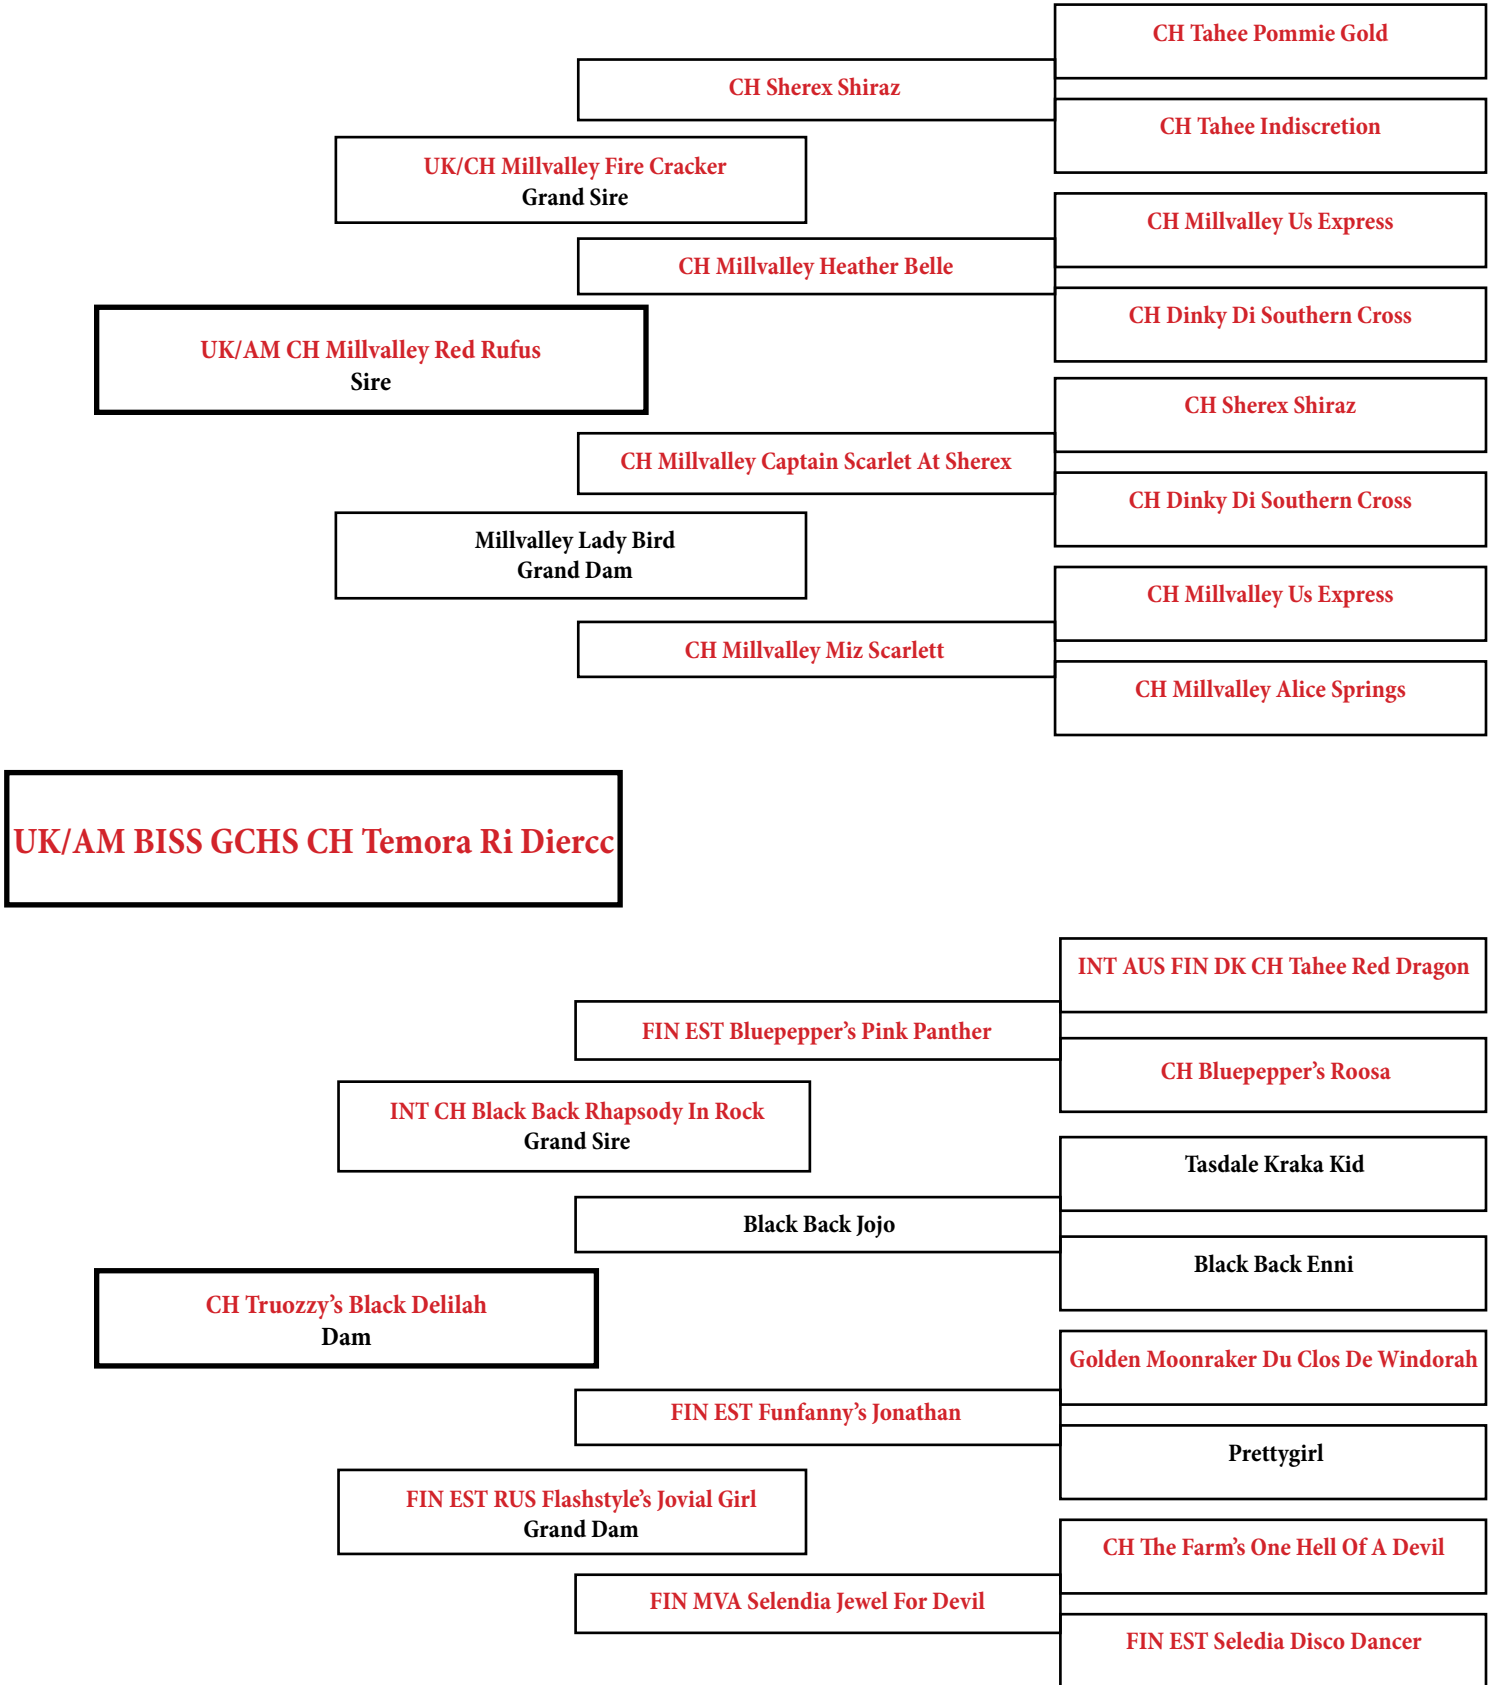 CH Tahee Pommie Gold
CH Sherex Shiraz
CH Tahee Indiscretion
UK/CH Millvalley Fire Cracker
Grand Sire
CH Millvalley Us Express
CH Millvalley Heather Belle
CH Dinky Di Southern Cross
UK/AM CH Millvalley Red Rufus
Sire
CH Sherex Shiraz
CH Millvalley Captain Scarlet At Sherex
CH Dinky Di Southern Cross
Millvalley Lady Bird
Grand Dam
CH Millvalley Us Express
CH Millvalley Miz Scarlett
CH Millvalley Alice Springs
UK/AM BISS GCHS CH Temora Ri Diercc
INT AUS FIN DK CH Tahee Red Dragon
FIN EST Bluepepper's Pink Panther
CH Bluepepper's Roosa
INT CH Black Back Rhapsody In Rock
Grand Sire
Tasdale Kraka Kid
Black Back Jojo
Black Back Enni
CH Truozzy's Black Delilah
Dam
Golden Moonraker Du Clos De Windorah
FIN EST Funfanny's Jonathan
Prettygirl
FIN EST RUS Flashstyle's Jovial Girl
Grand Dam
CH The Farm's One Hell Of A Devil
FIN MVA Selendia Jewel For Devil
FIN EST Seledia Disco Dancer